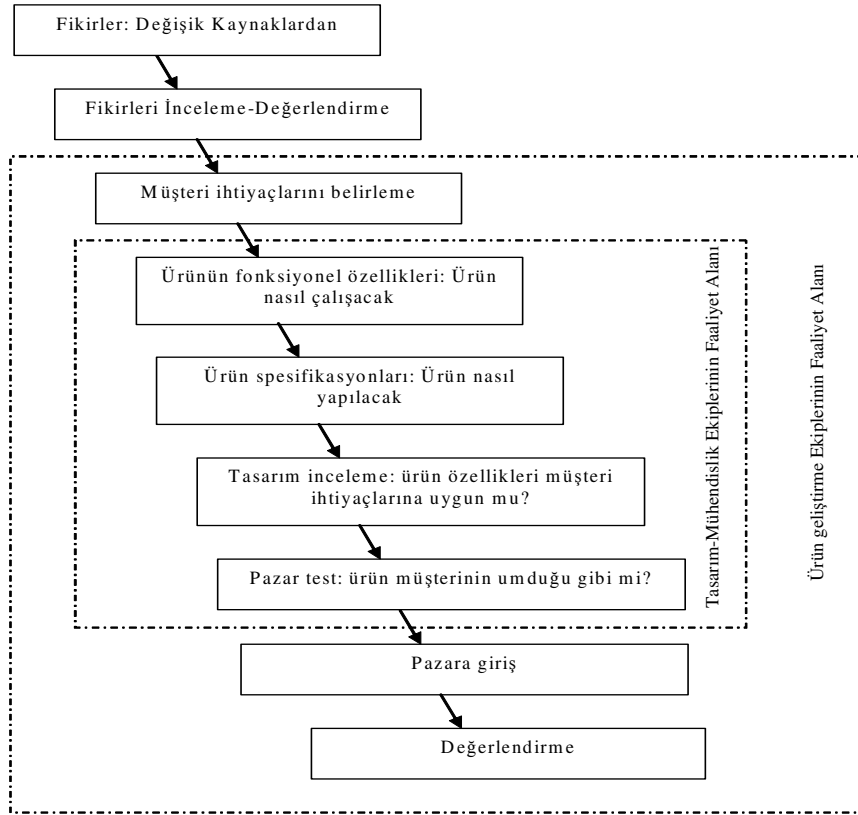 Fikirler: Değişik Kaynaklardan
Fikirleri İnceleme-Değerlendirme
Müşteri ihtiyaçlarını belirleme
Ürünün fonksiyonel özellikleri: Ürün
nasıl çalışacak
Ürün spesifikasyonları: Ürün nasıl
yapılacak
Tasarım inceleme: ürün özellikleri müşteri
ihtiyaçlarına uygun mu?
Pazar test: ürün müşterinin umduğu gibi mi?
Pazara giriş
Değerlendirme
Tasarım-Mühendislik Ekiplerinin Faaliyet Alanı
Ürün geliştirme Ekiplerinin Faaliyet Alanı